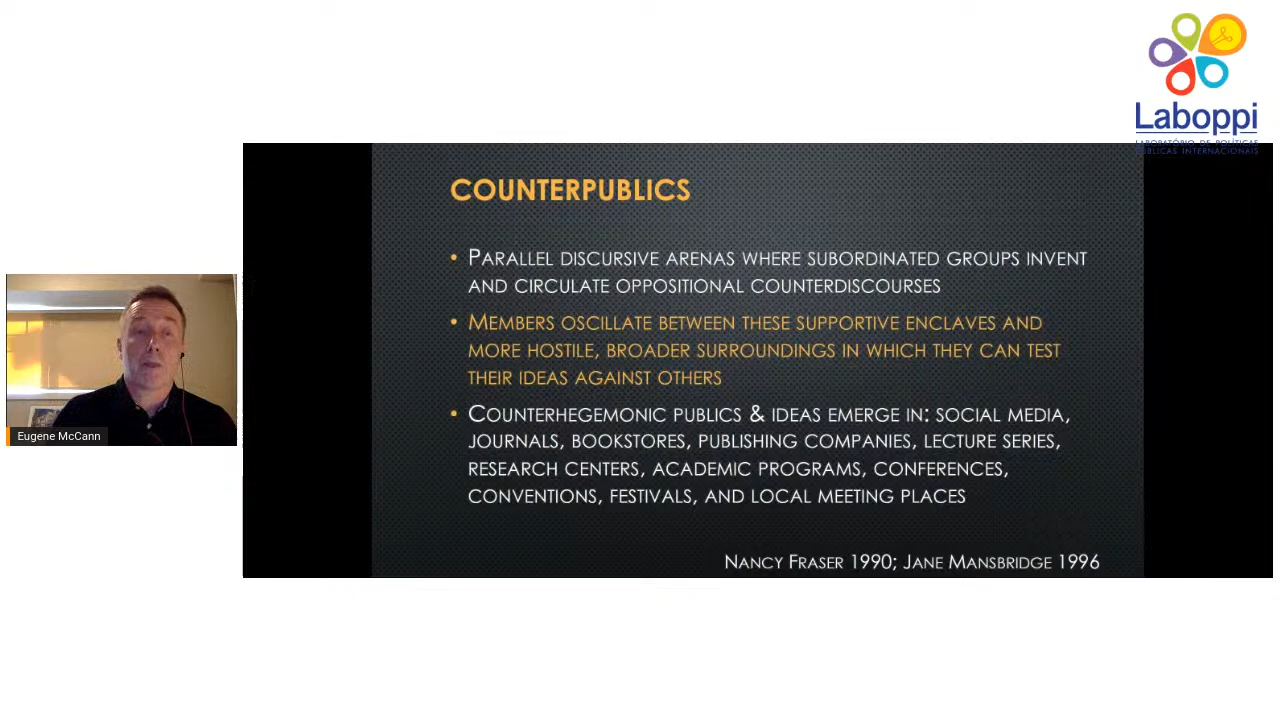 Laboppi
LABORATÓRIO DE POLÍTICAS
PÚBLICAS INTERNACIONAIS
COUNTERPUBLICS
• PARALLEL DISCURSIVE ARENAS WHERE SUBORDINATED GROUPS INVENT
AND CIRCULATE OPPOSITIONAL COUNTERDISCOURSES
• MEMBERS OSCILLATE BETWEEN THESE SUPPORTIVE ENCLAVES AND
MORE HOSTILE, BROADER SURROUNDINGS IN WHICH THEY CAN TEST
THEIR IDEAS AGAINST OTHERS
• COUNTERHEGEMONIC PUBLICS & IDEAS EMERGE IN: SOCIAL MEDIA,
JOURNALS, BOOKSTORES, PUBLISHING COMPANIES, LECTURE SERIES,
RESEARCH CENTERS, ACADEMIC PROGRAMS, CONFERENCES,
CONVENTIONS, FESTIVALS, AND LOCAL MEETING PLACES
NANCY FRASER 1990; JANE MANSBRIDGE 1996
Eugene McCann